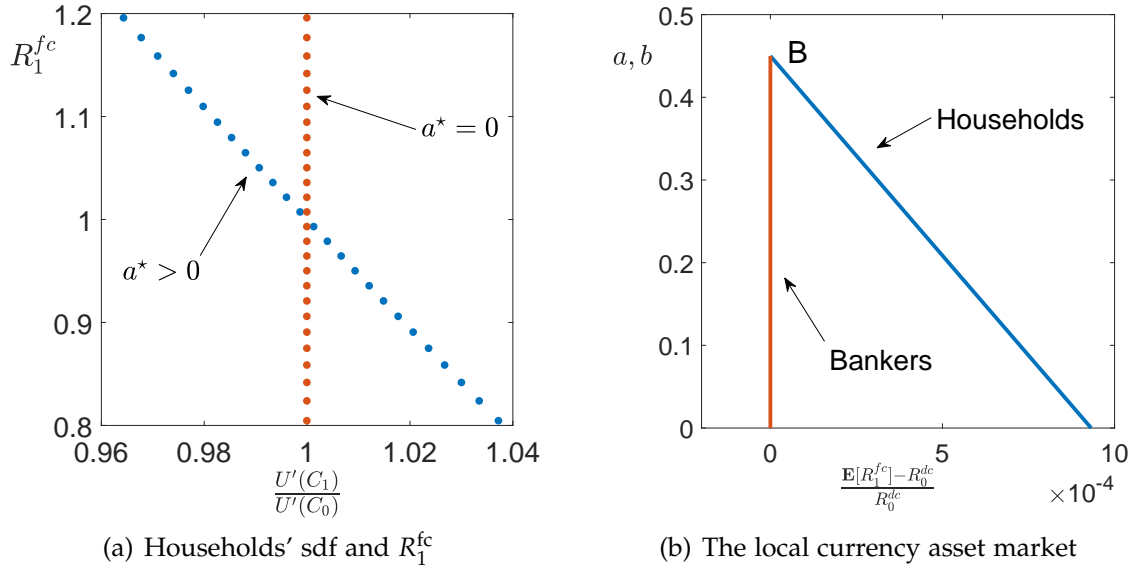 1.2
R_1^{fc}
1.1
1
0.9
0.8
a^⋆ = 0
a^⋆ > 0
0.96 0.98 1 1.02 1.04
U′(C_1)
U′(C_0)
(a) Households' sdf and R_1^{fc}
0.5
a, b
0.4
0.3
0.2
0.1
0
B
Households
Bankers
0 5 10
×10^{-4}
E[R_1^{fc}]−R_0^{dc}
R_0^{dc}
(b) The local currency asset market